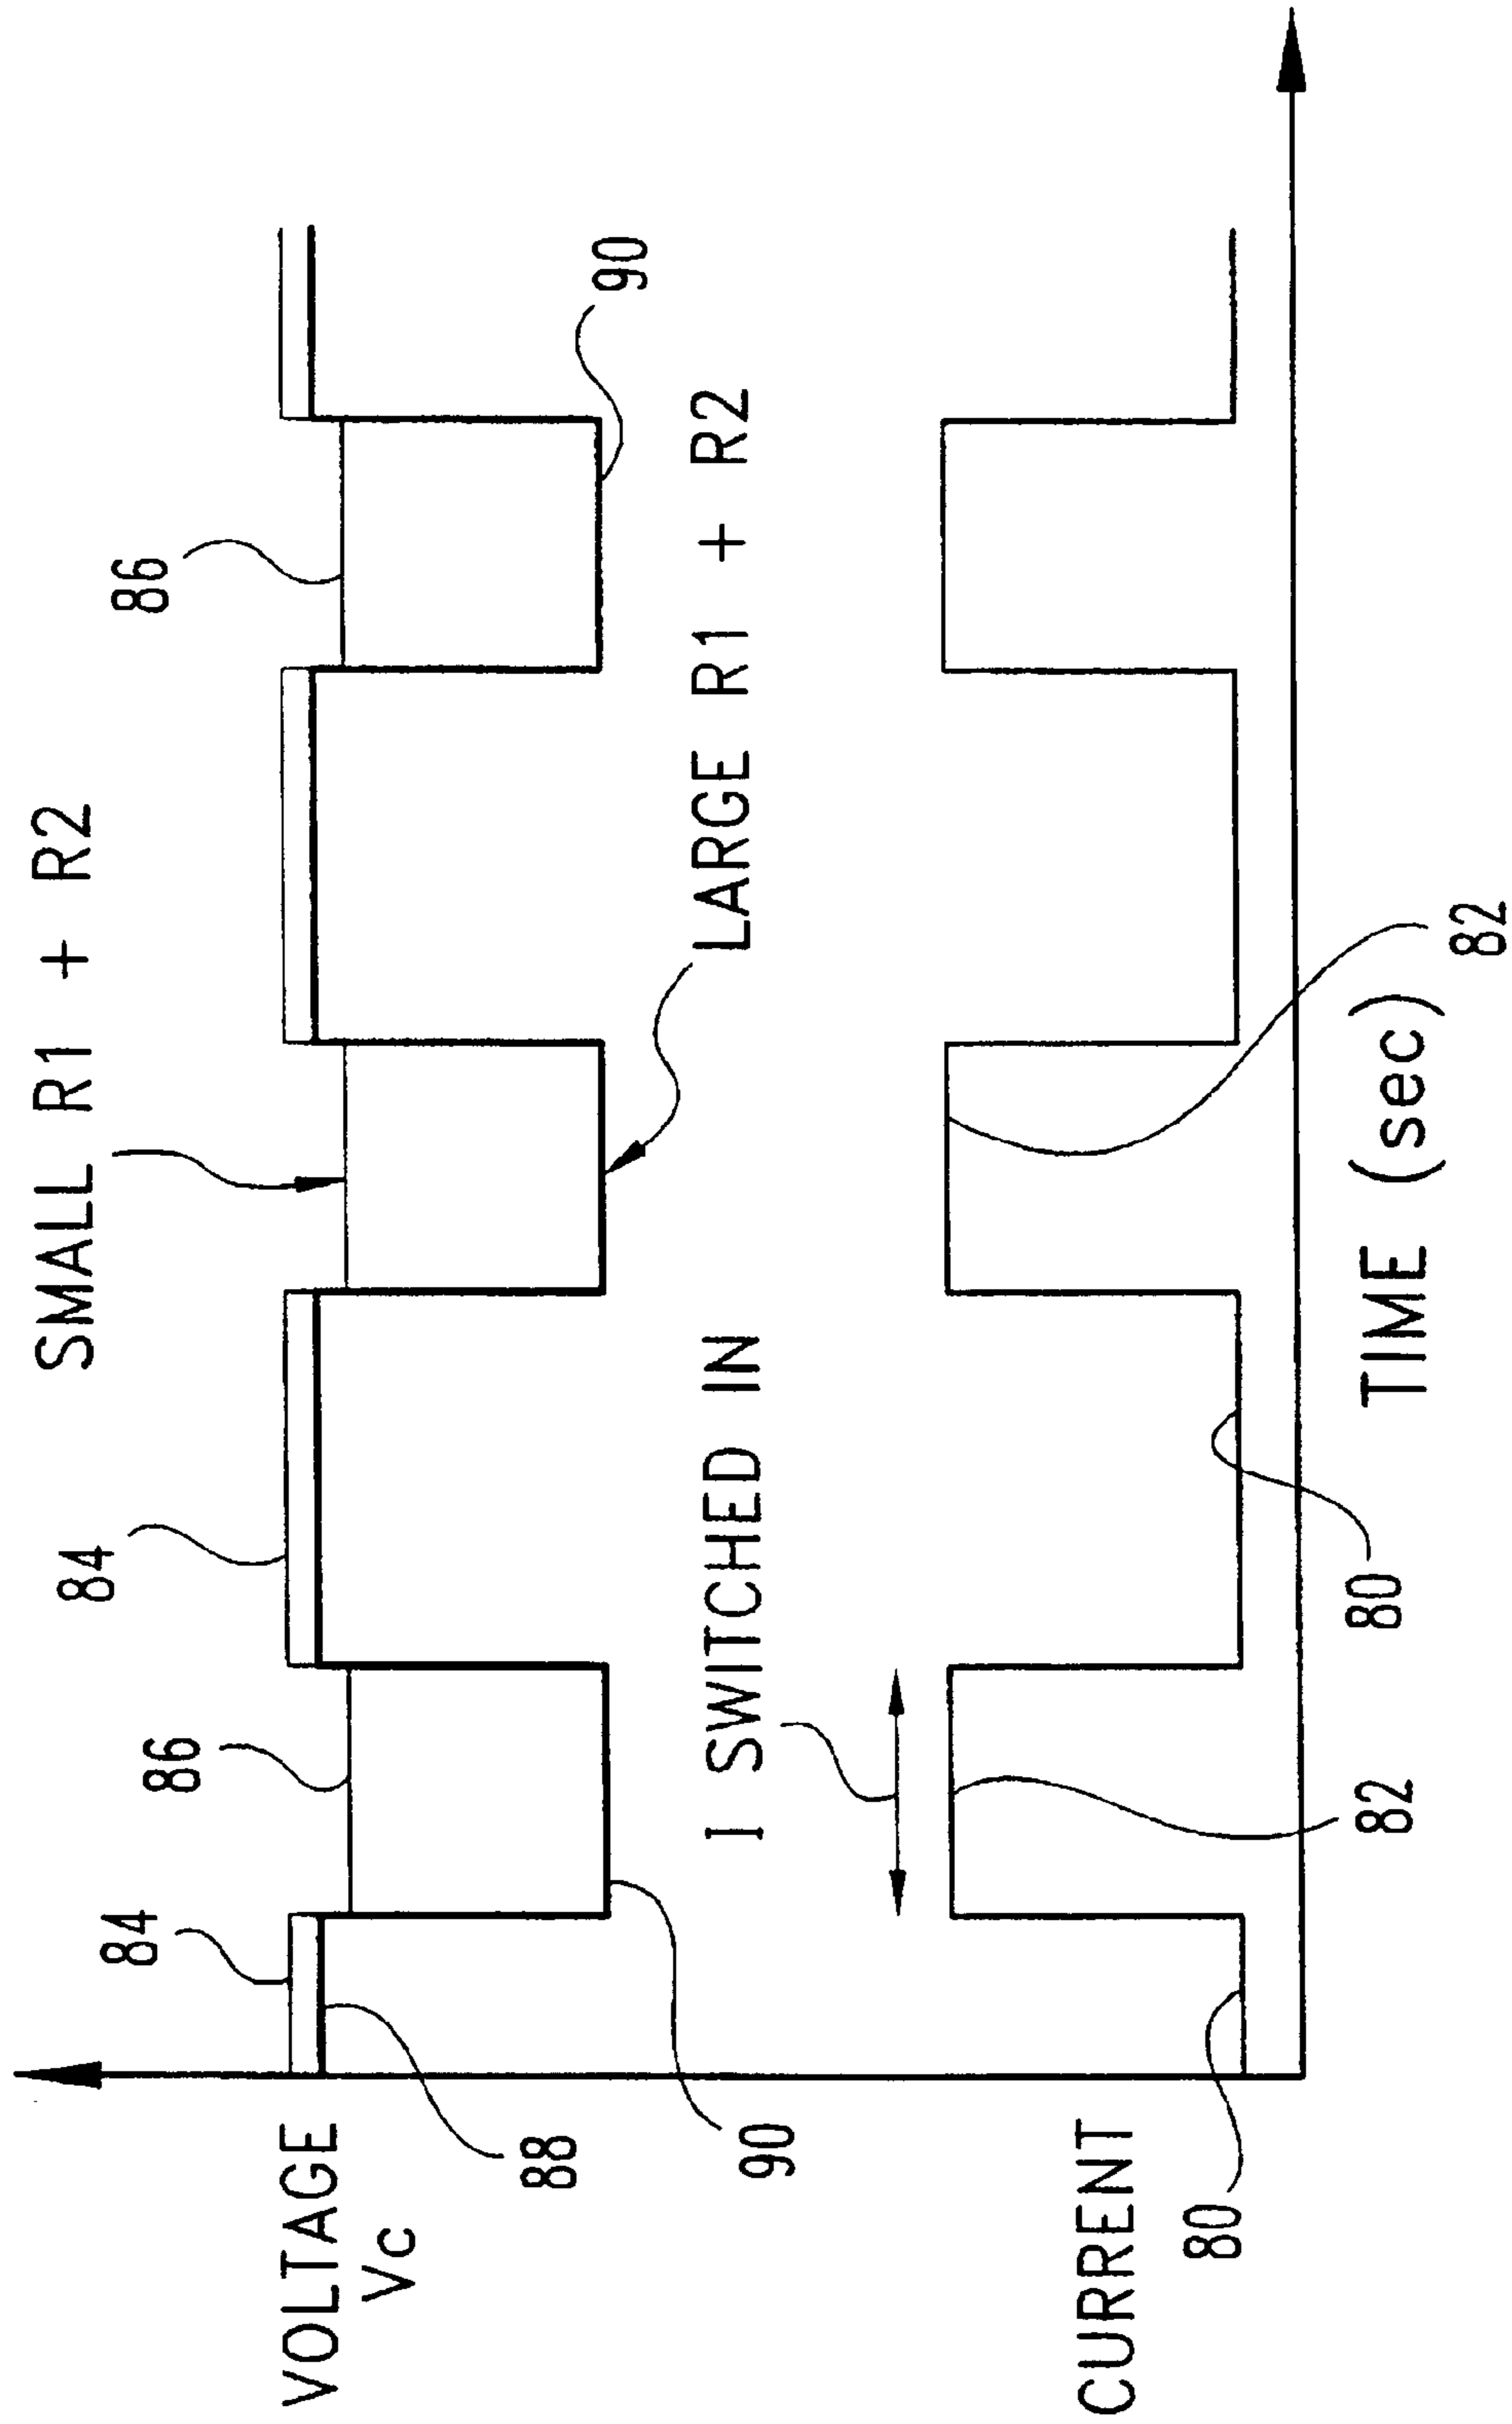 SMALL R1 + R2
84
86
84
86
VOLTAGE
Vc
88
90
90
I SWITCHED IN
LARGE R1 + R2
CURRENT
80
82
80
TIME (sec)
82